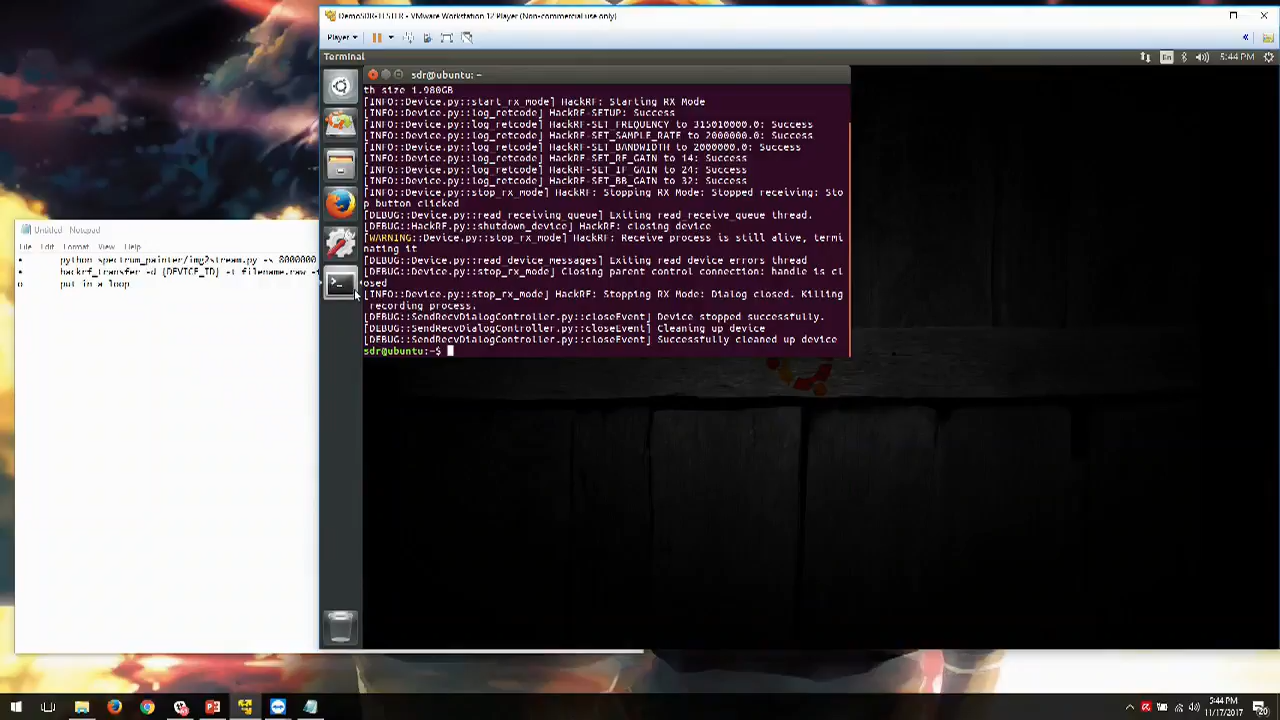 DemoSDR-TESTER - VMware Workstation 12 Player (Non-commercial use only)
Player
Terminal
En
5:44 PM
sdr@ubuntu: ~
th size 1.980GB
[INFO::Device.py::start_rx_mode] HackRF: Starting RX Mode
[INFO::Device.py::log_retcode] HackRF-SETUP: Success
[INFO::Device.py::log_retcode] HackRF-SET_FREQUENCY to 315010000.0: Success
[INFO::Device.py::log_retcode] HackRF-SET_SAMPLE_RATE to 2000000.0: Success
[INFO::Device.py::log_retcode] HackRF-SET_BANDWIDTH to 2000000.0: Success
[INFO::Device.py::log_retcode] HackRF-SET_RF_GAIN to 14: Success
[INFO::Device.py::log_retcode] HackRF-SET_IF_GAIN to 24: Success
[INFO::Device.py::log_retcode] HackRF-SET_BB_GAIN to 32: Success
[INFO::Device.py::stop_rx_mode] HackRF: Stopping RX Mode: Stopped receiving: Sto
p button clicked
[DEBUG::Device.py::read_receiving_queue] Exiting read_receive_queue thread.
[DEBUG::Device.py::shutdown_device] HackRF: closing device
[WARNING::Device.py::stop_rx_mode] HackRF: Receive process is still alive, termi
nating it
[DEBUG::Device.py::read_device_messages] Exiting read device errors thread
[DEBUG::Device.py::stop_rx_mode] Closing parent control connection: handle is cl
osed
[INFO::Device.py::stop_rx_mode] HackRF: Stopping RX Mode: Dialog closed. Killing
recording process.
[DEBUG::SendRecvDialogController.py::closeEvent] Device stopped successfully.
[DEBUG::SendRecvDialogController.py::closeEvent] Cleaning up device
[DEBUG::SendRecvDialogController.py::closeEvent] Successfully cleaned up device
sdr@ubuntu:~$
Untitled - Notepad
File Edit Format View Help
• python spectrum_painter/img2stream.py -s 8000000
• hackrf_transfer -d {DEVICE_ID} -t filename.raw -f
o put in a loop
5:44 PM
11/17/2017
20